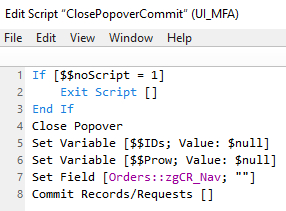 Edit Script “ClosePopoverCommit” (UI_MFA)
File Edit View Window Help
1 If [$$noScript = 1]
2 Exit Script []
3 End If
4 Close Popover
5 Set Variable [$$IDs; Value: $null]
6 Set Variable [$$Prow; Value: $null]
7 Set Field [Orders::zgCR_Nav; ""]
8 Commit Records/Requests []